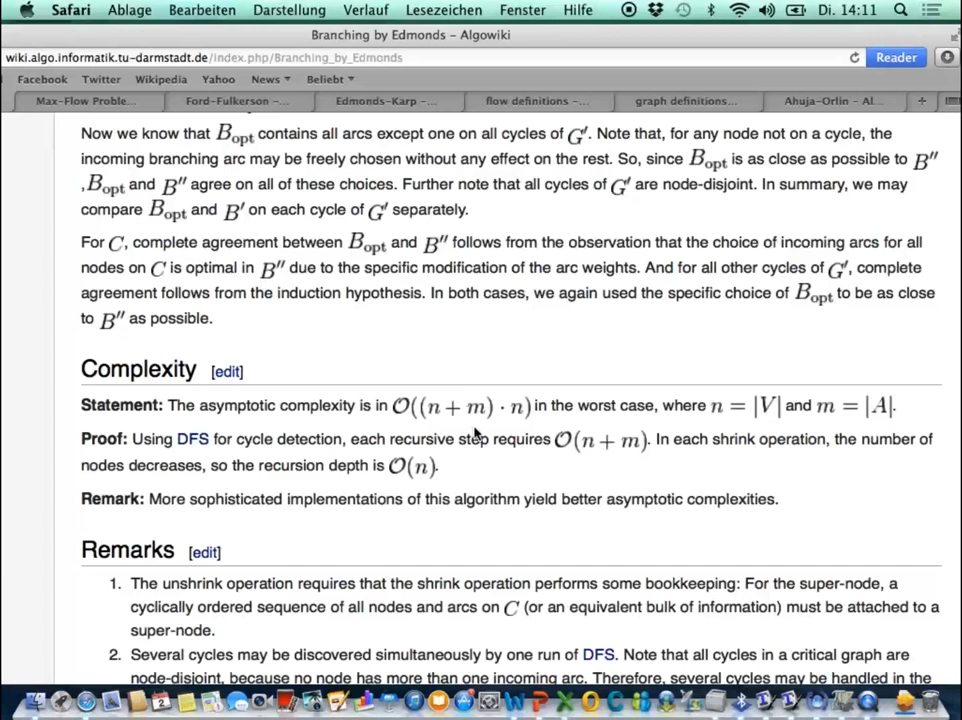 Safari Ablage Bearbeiten Darstellung Verlauf Lesezeichen Fenster Hilfe Di. 14:11
Branching by Edmonds – Algowiki
wiki.algo.informatik.tu-darmstadt.de/index.php/Branching_by_Edmonds Reader
Facebook Twitter Wikipedia Yahoo News Beliebt
Max-Flow Proble... Ford-Fulkerson –... Edmonds-Karp –... flow definitions –... graph definitions... Ahuja-Orlin – Al... +
Now we know that B_opt contains all arcs except one on all cycles of G′. Note that, for any node not on a cycle, the
incoming branching arc may be freely chosen without any effect on the rest. So, since B_opt is as close as possible to B″
, B_opt and B″ agree on all of these choices. Further note that all cycles of G′ are node-disjoint. In summary, we may
compare B_opt and B′ on each cycle of G′ separately.
For C, complete agreement between B_opt and B″ follows from the observation that the choice of incoming arcs for all
nodes on C is optimal in B″ due to the specific modification of the arc weights. And for all other cycles of G′, complete
agreement follows from the induction hypothesis. In both cases, we again used the specific choice of B_opt to be as close
to B″ as possible.
Complexity [edit]
Statement: The asymptotic complexity is in O((n + m) · n) in the worst case, where n = |V| and m = |A|.
Proof: Using DFS for cycle detection, each recursive step requires O(n + m). In each shrink operation, the number of
nodes decreases, so the recursion depth is O(n).
Remark: More sophisticated implementations of this algorithm yield better asymptotic complexities.
Remarks [edit]
1. The unshrink operation requires that the shrink operation performs some bookkeeping: For the super-node, a
cyclically ordered sequence of all nodes and arcs on C (or an equivalent bulk of information) must be attached to a
super-node.
2. Several cycles may be discovered simultaneously by one run of DFS. Note that all cycles in a critical graph are
node-disjoint, because no node has more than one incoming arc. Therefore, several cycles may be handled in the